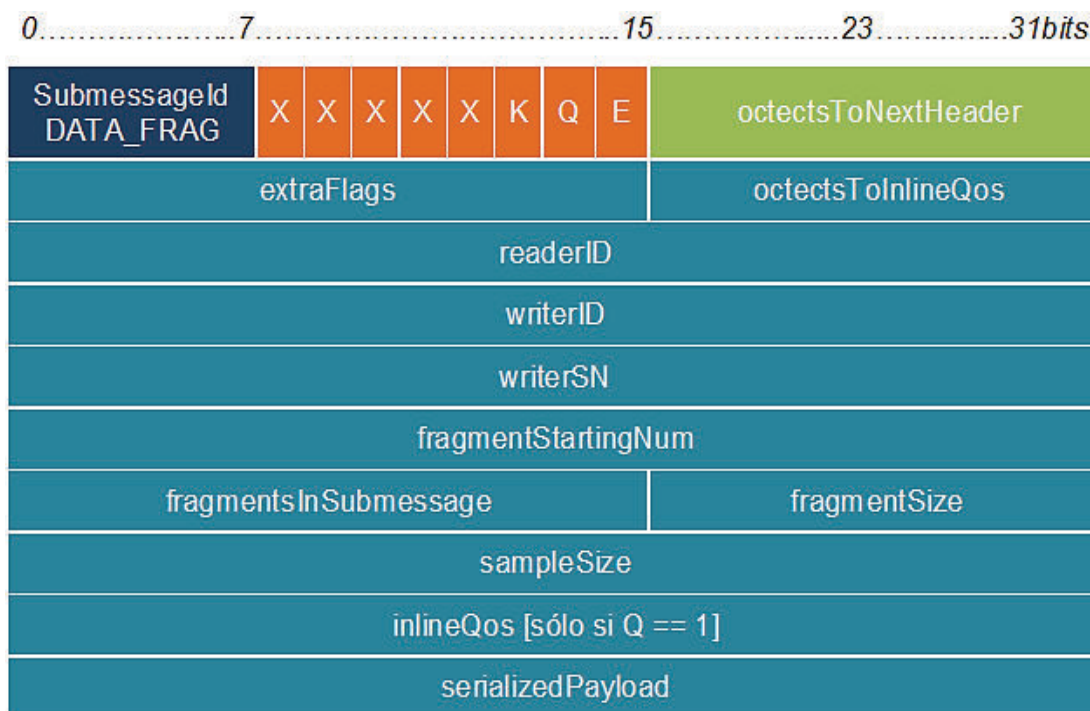 0.......................7.......................................15...................23................31bits
SubmessageId
DATA_FRAG
X X X X X K Q E
octectsToNextHeader
extraFlags octectsToInlineQos
readerID
writerID
writerSN
fragmentStartingNum
fragmentsInSubmessage fragmentSize
sampleSize
inlineQos [sólo si Q == 1]
serializedPayload